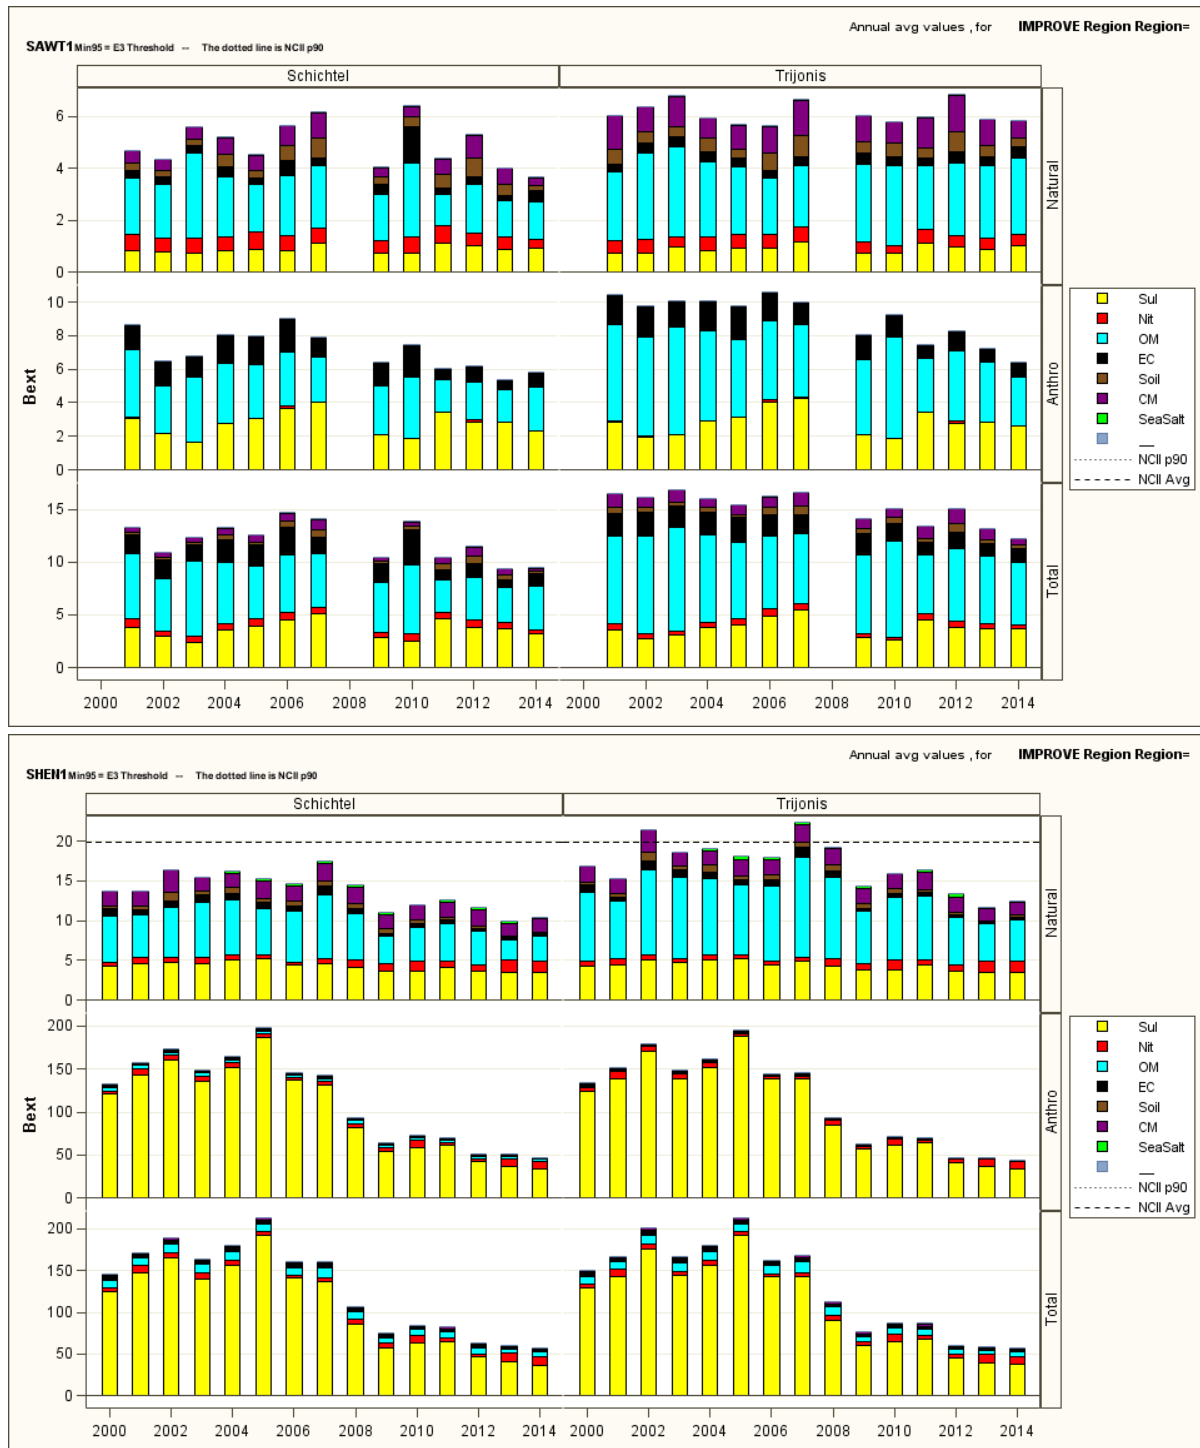 Annual avg values , for IMPROVE Region Region=
SAWT1 Min95 = E3 Threshold -- The dotted line is NCII p90
Schichtel Trijonis
6
4
2
0
Natural
10
8
6
4
2
0
Anthro
Bext
15
10
5
0
Total
2000 2002 2004 2006 2008 2010 2012 2014 2000 2002 2004 2006 2008 2010 2012 2014
Sul
Nit
OM
EC
Soil
CM
SeaSalt
__
NCII p90
NCII Avg
Annual avg values , for IMPROVE Region Region=
SHEN1 Min95 = E3 Threshold -- The dotted line is NCII p90
Schichtel Trijonis
20
15
10
5
0
Natural
200
150
100
50
0
Anthro
Bext
200
150
100
50
0
Total
2000 2002 2004 2006 2008 2010 2012 2014 2000 2002 2004 2006 2008 2010 2012 2014
Sul
Nit
OM
EC
Soil
CM
SeaSalt
__
NCII p90
NCII Avg